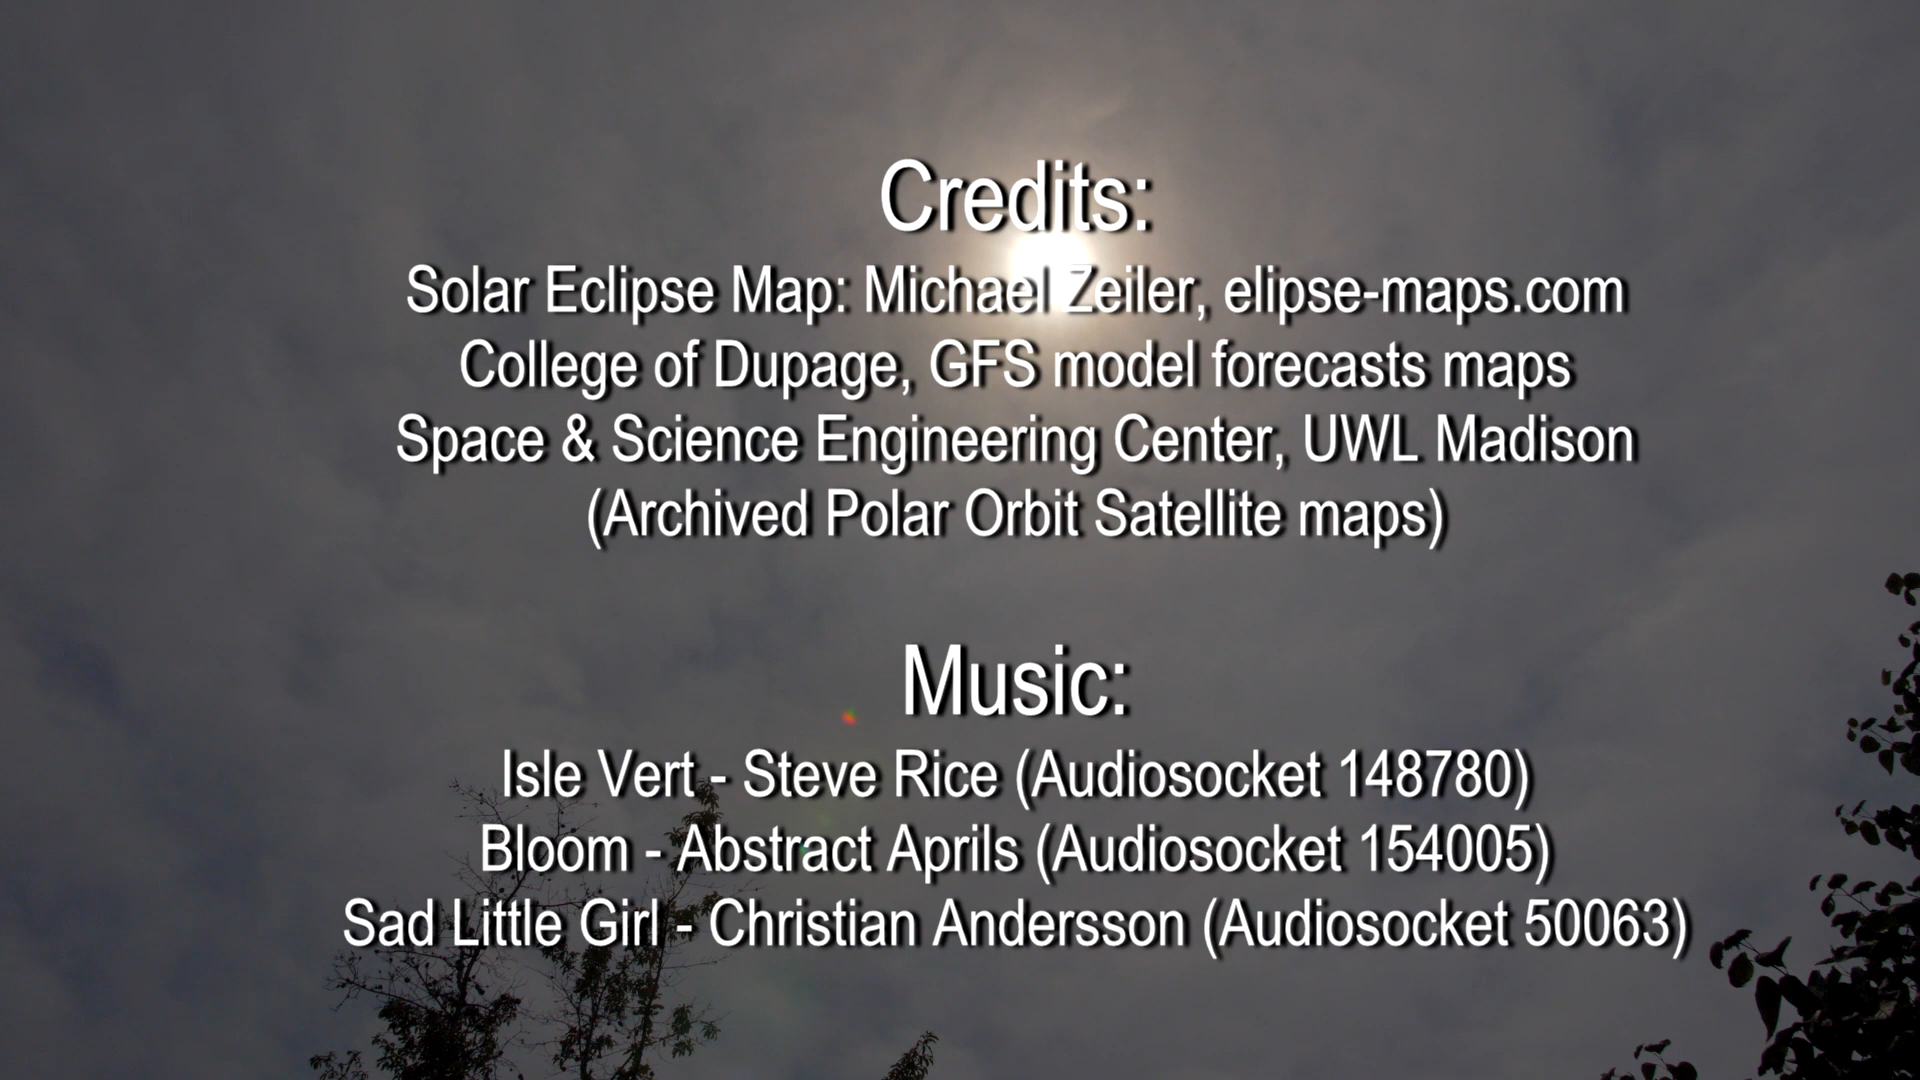 Credits:
Solar Eclipse Map: Michael Zeiler, elipse-maps.com
College of Dupage, GFS model forecasts maps
Space & Science Engineering Center, UWL Madison
(Archived Polar Orbit Satellite maps)
Music:
Isle Vert - Steve Rice (Audiosocket 148780)
Bloom - Abstract Aprils (Audiosocket 154005)
Sad Little Girl - Christian Andersson (Audiosocket 50063)